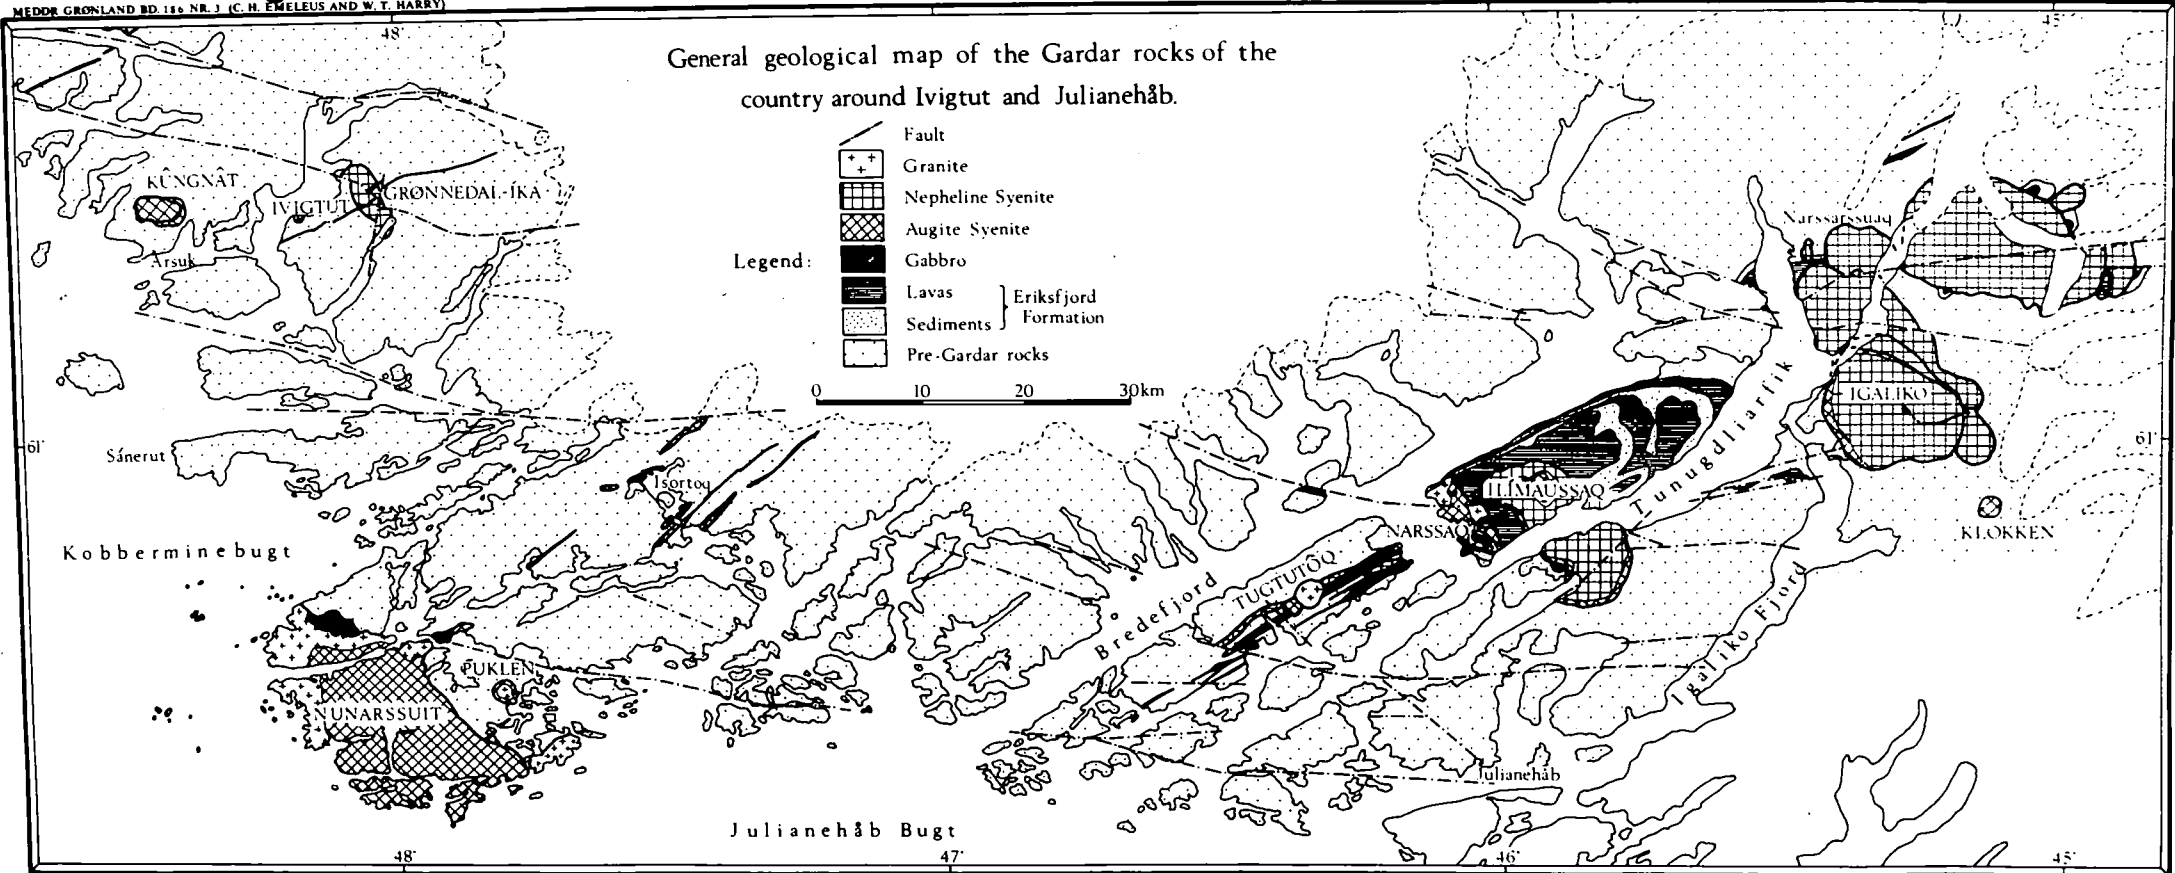 MEDDR GRØNLAND BD. 186 NR. 3 (C. H. EMELEUS AND W. T. HARRY)
48°
45°
General geological map of the Gardar rocks of the
country around Ivigtut and Julianehåb.
Legend:
Fault
Granite
Nepheline Syenite
Augite Syenite
Gabbro
Lavas
Sediments
Eriksfjord
Formation
Pre-Gardar rocks
0 10 20 30km
KÛNGNÂT
IVIGTUT
GRØNNEDAL-ÍKA
Arsuk
Narssarssuaq
IGALIKO
61°
61°
Sánerut
Isortoq
Kobberminebugt
ILÍMAUSSAQ
Tunugdliarfik
NARSSAQ
KLOKKEN
TUGTUTÔQ
Bredefjord
Igaliko Fjord
PUKLEN
NUNARSSUIT
Julianehåb
Julianehåb Bugt
48°
47°
46°
45°